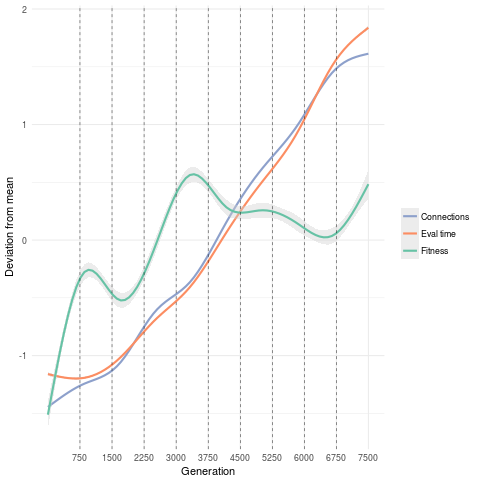 2
1
0
-1
Deviation from mean
750 1500 2250 3000 3750 4500 5250 6000 6750 7500
Generation
Connections
Eval time
Fitness